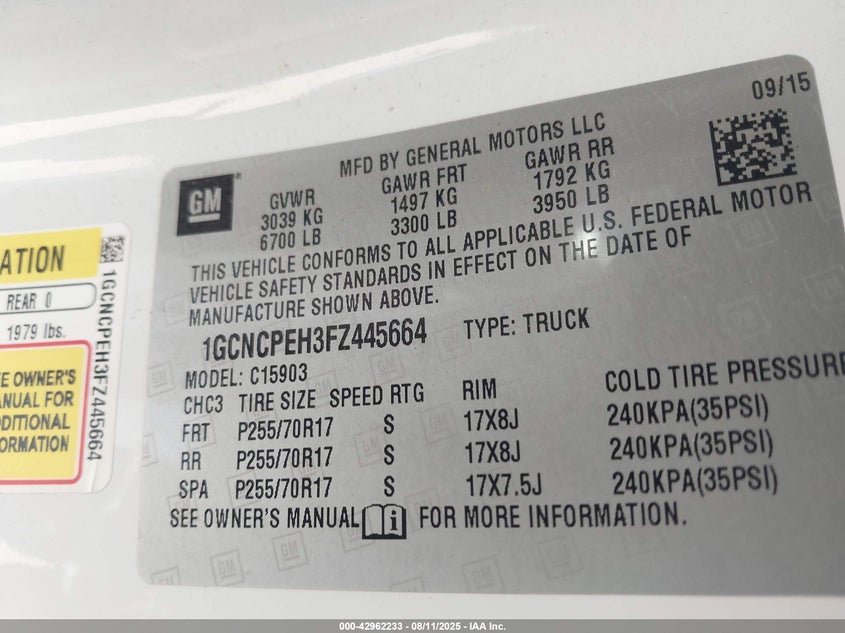 09/15
MFD BY GENERAL MOTORS LLC
GM
GVWR GAWR FRT GAWR RR
3039 KG 1497 KG 1792 KG
6700 LB 3300 LB 3950 LB
THIS VEHICLE CONFORMS TO ALL APPLICABLE U.S. FEDERAL MOTOR
VEHICLE SAFETY STANDARDS IN EFFECT ON THE DATE OF
MANUFACTURE SHOWN ABOVE.
1GCNCPEH3FZ445664 TYPE: TRUCK
MODEL: C15903
CHC3 TIRE SIZE SPEED RTG RIM COLD TIRE PRESSURE
FRT P255/70R17 S 17X8J 240KPA(35PSI)
RR P255/70R17 S 17X8J 240KPA(35PSI)
SPA P255/70R17 S 17X7.5J 240KPA(35PSI)
SEE OWNER'S MANUAL i FOR MORE INFORMATION.
ATION
REAR 0
1979 lbs.
E OWNER'S
ANUAL FOR
DDITIONAL
FORMATION
1GCNCPEH3FZ445664
000-42962233 - 08/11/2025 - IAA Inc.